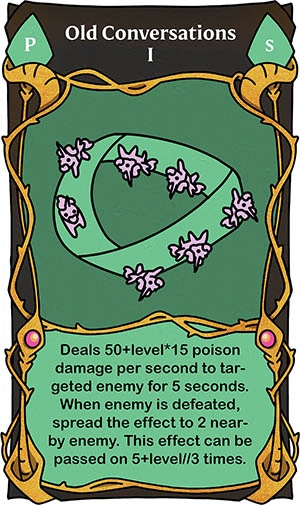 P
Old Conversations
I
S
Deals 50+level*15 poison
damage per second to tar-
geted enemy for 5 seconds.
When enemy is defeated,
spread the effect to 2 near-
by enemy. This effect can be
passed on 5+level//3 times.